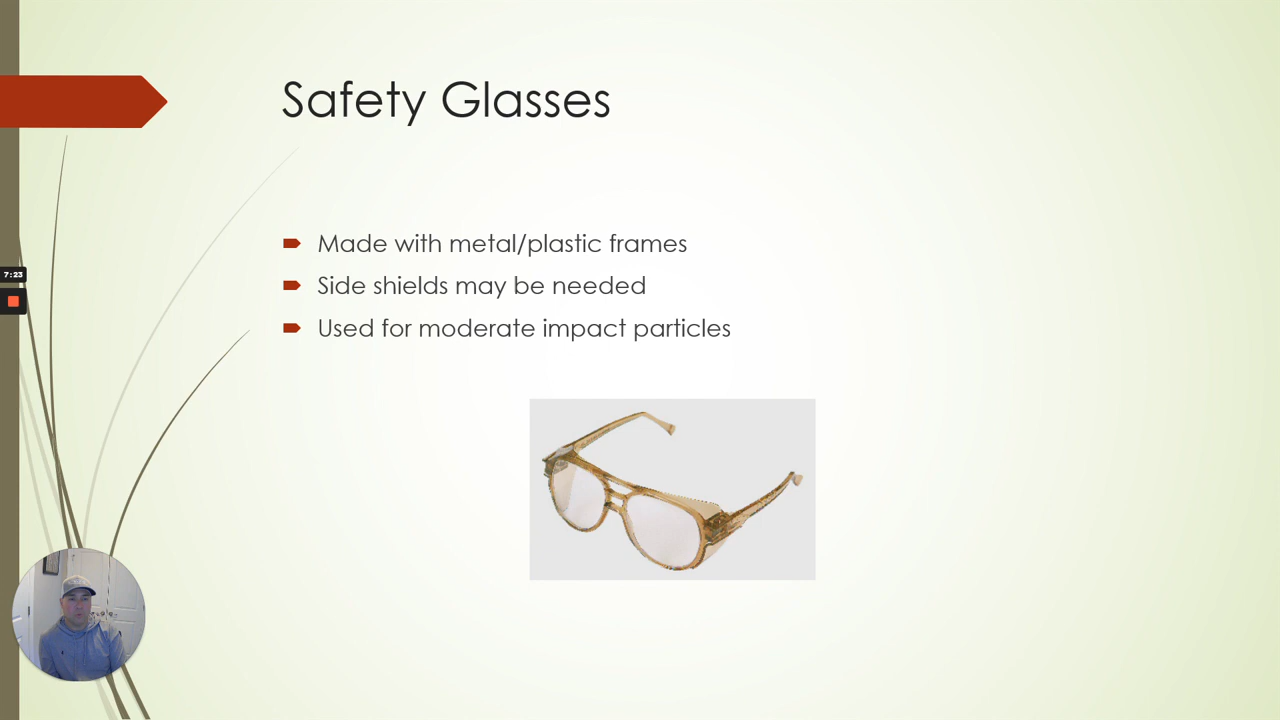 Safety Glasses
Made with metal/plastic frames
Side shields may be needed
7:23
Used for moderate impact particles